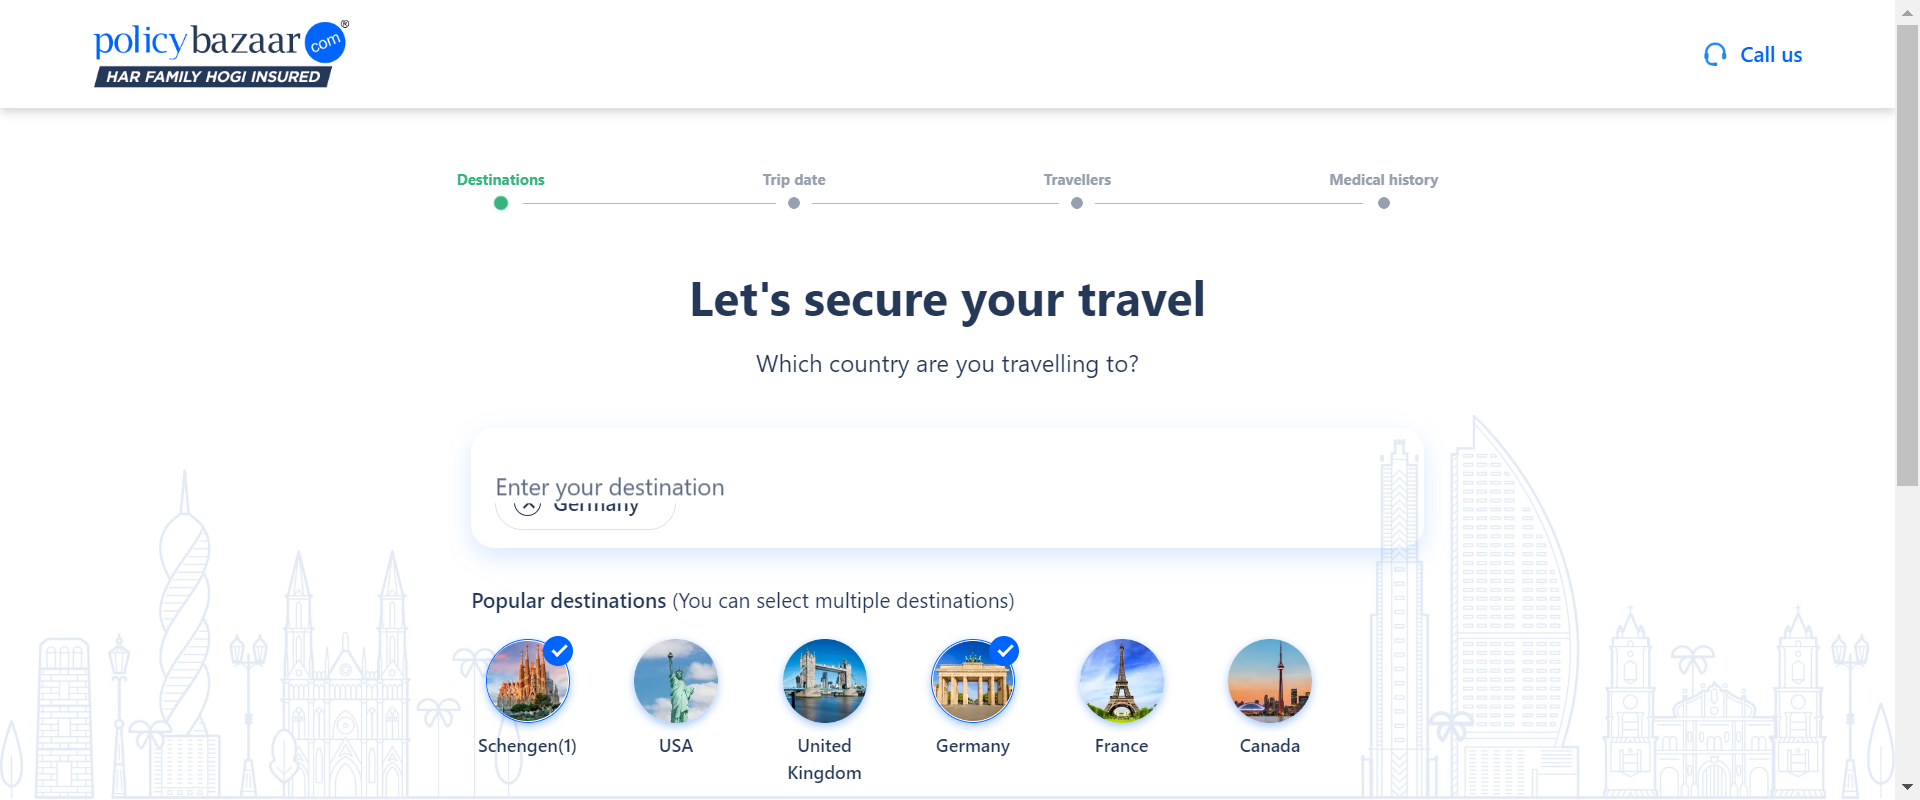 policybazaar com ®
HAR FAMILY HOGI INSURED
Call us
Destinations
Trip date
Travellers
Medical history
Let's secure your travel
Which country are you travelling to?
Enter your destination
Germany
Popular destinations (You can select multiple destinations)
Schengen(1)
USA
United
Kingdom
Germany
France
Canada